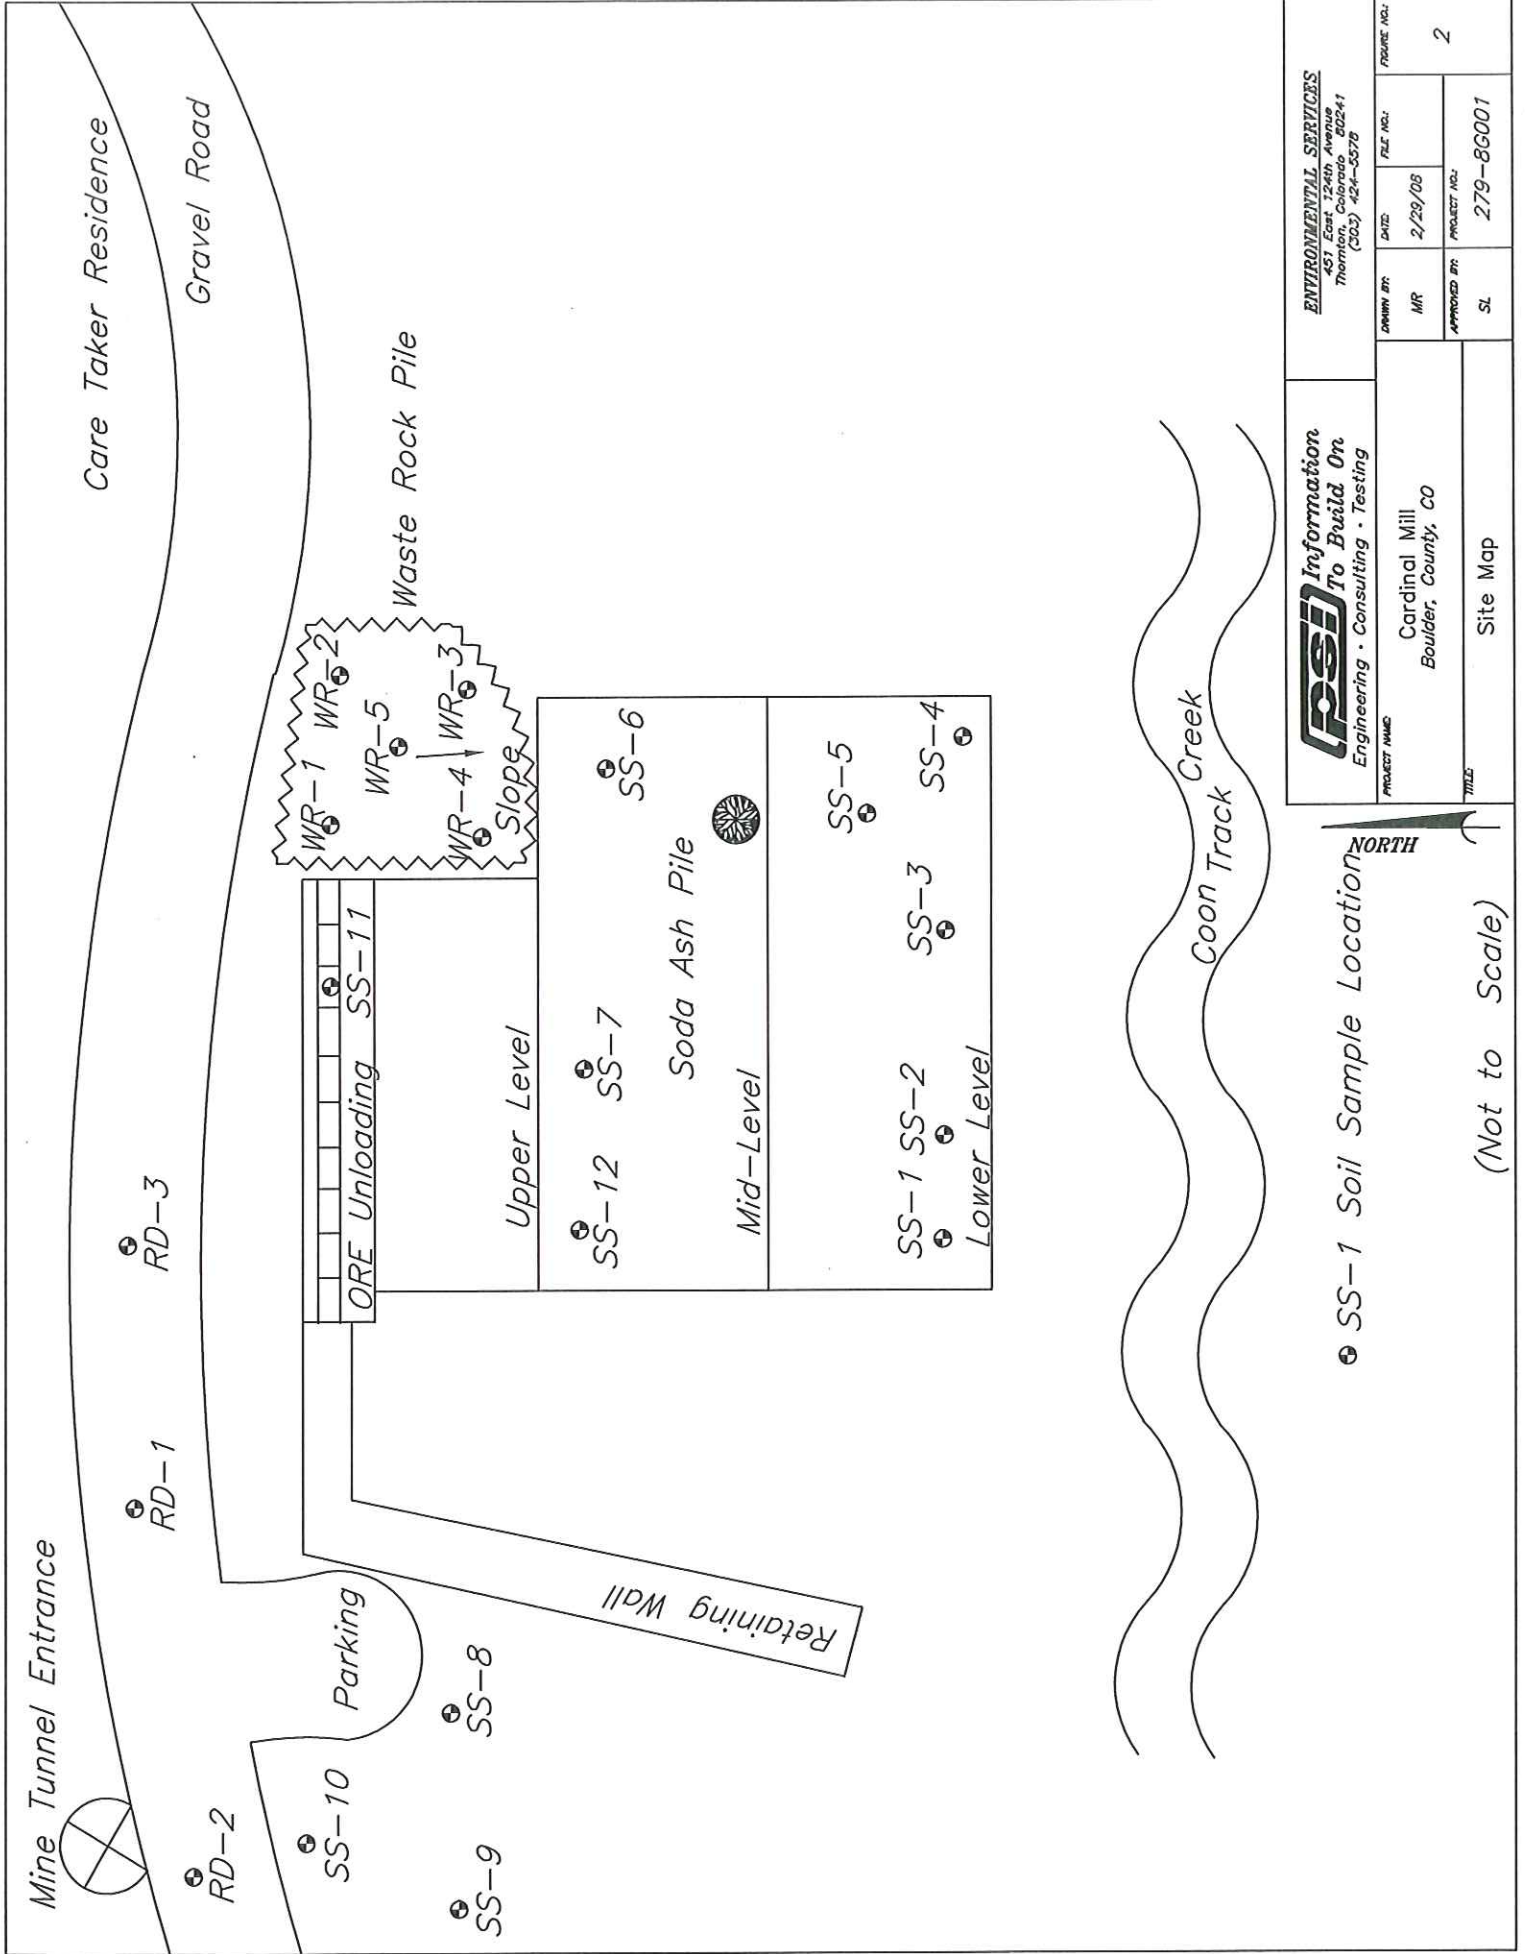 Mine Tunnel Entrance
Care Taker Residence
Gravel Road
RD-2
RD-1
RD-3
SS-10
Parking
SS-8
SS-9
Retaining Wall
ORE Unloading SS-11
WR-1
WR-2
WR-5
WR-3
WR-4
Slope
Waste Rock Pile
Upper Level
SS-12
SS-7
SS-6
Soda Ash Pile
Mid-Level
SS-5
SS-1
SS-2
SS-3
SS-4
Lower Level
Coon Track Creek
SS-1 Soil Sample Location
(Not to Scale)
NORTH
psi Information
To Build On
Engineering • Consulting • Testing
ENVIRONMENTAL SERVICES
451 East 124th Avenue
Thornton, Colorado 80241
(303) 424-5578
PROJECT NAME:
Cardinal Mill
Boulder, County, CO
TITLE:
Site Map
DRAWN BY:
MR
DATE:
2/29/08
FILE NO.:
FIGURE NO.:
2
APPROVED BY:
SL
PROJECT NO.:
279-8G001